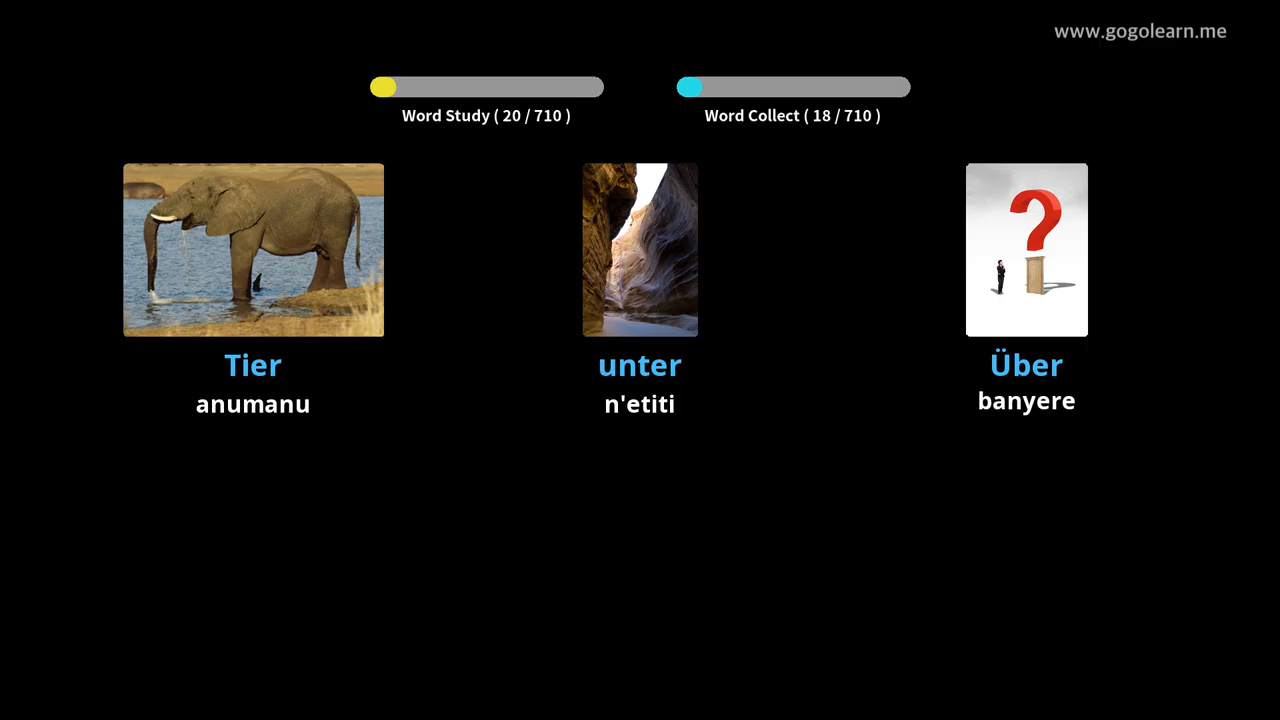 www.gogolearn.me
Word Study ( 20 / 710 )
Word Collect ( 18 / 710 )
Tier
anumanu
unter
n'etiti
Über
banyere